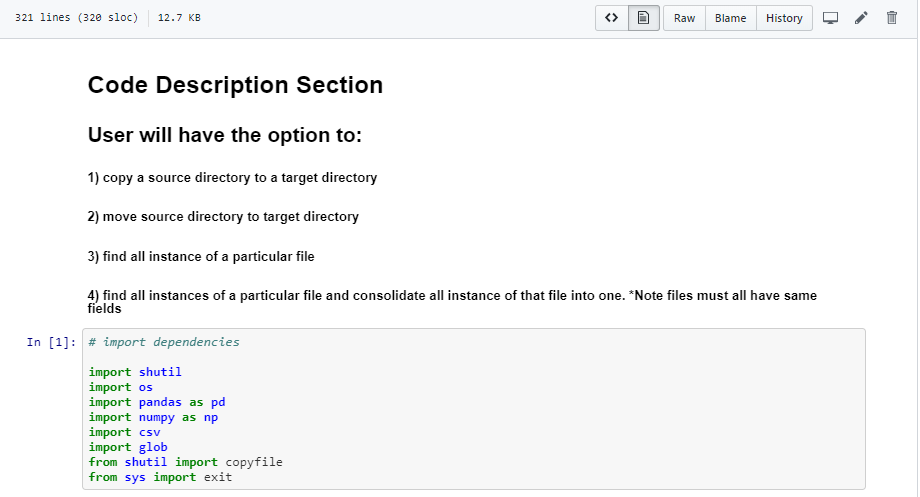 321 lines (320 sloc) 12.7 KB <> Raw Blame History
Code Description Section
User will have the option to:
1) copy a source directory to a target directory
2) move source directory to target directory
3) find all instance of a particular file
4) find all instances of a particular file and consolidate all instance of that file into one. *Note files must all have same
fields
In [1]: # import dependencies
import shutil
import os
import pandas as pd
import numpy as np
import csv
import glob
from shutil import copyfile
from sys import exit